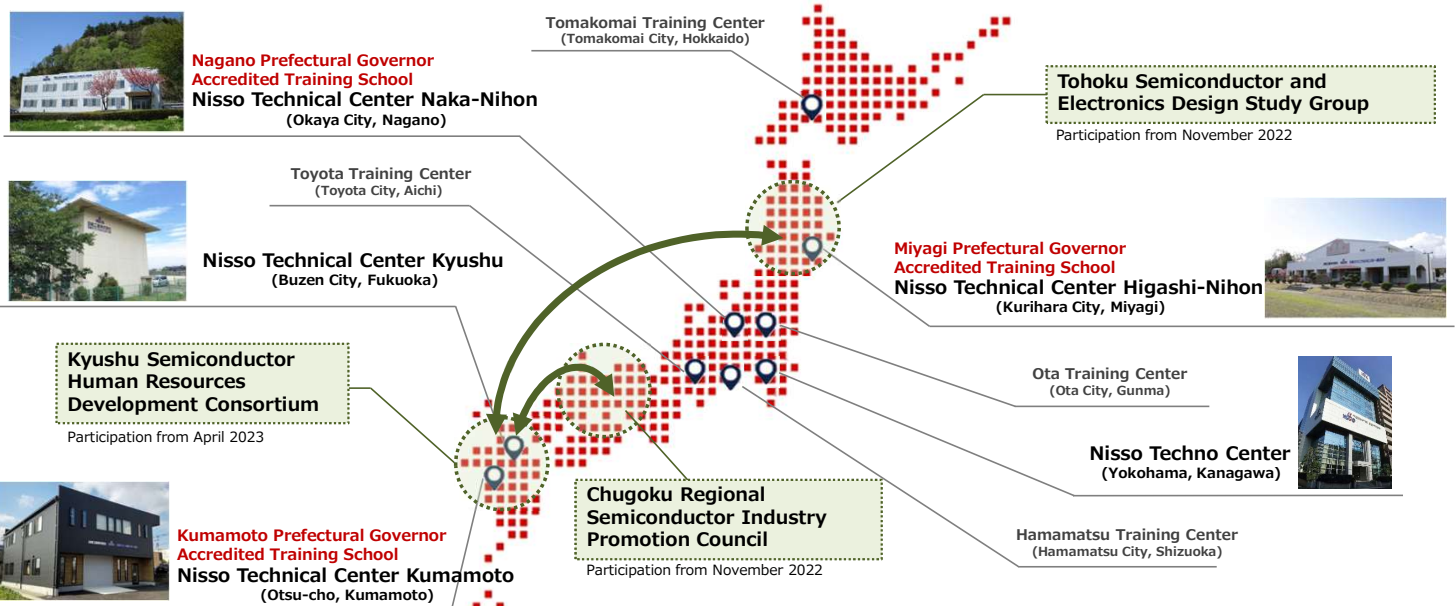 Tomakomai Training Center
(Tomakomai City, Hokkaido)
Nagano Prefectural Governor
Accredited Training School
Nisso Technical Center Naka-Nihon
(Okaya City, Nagano)
Tohoku Semiconductor and
Electronics Design Study Group
Participation from November 2022
Toyota Training Center
(Toyota City, Aichi)
Nisso Technical Center Kyushu
(Buzen City, Fukuoka)
Miyagi Prefectural Governor
Accredited Training School
Nisso Technical Center Higashi-Nihon
(Kurihara City, Miyagi)
Kyushu Semiconductor
Human Resources
Development Consortium
Participation from April 2023
Ota Training Center
(Ota City, Gunma)
Nisso Techno Center
(Yokohama, Kanagawa)
Chugoku Regional
Semiconductor Industry
Promotion Council
Participation from November 2022
Hamamatsu Training Center
(Hamamatsu City, Shizuoka)
Kumamoto Prefectural Governor
Accredited Training School
Nisso Technical Center Kumamoto
(Otsu-cho, Kumamoto)